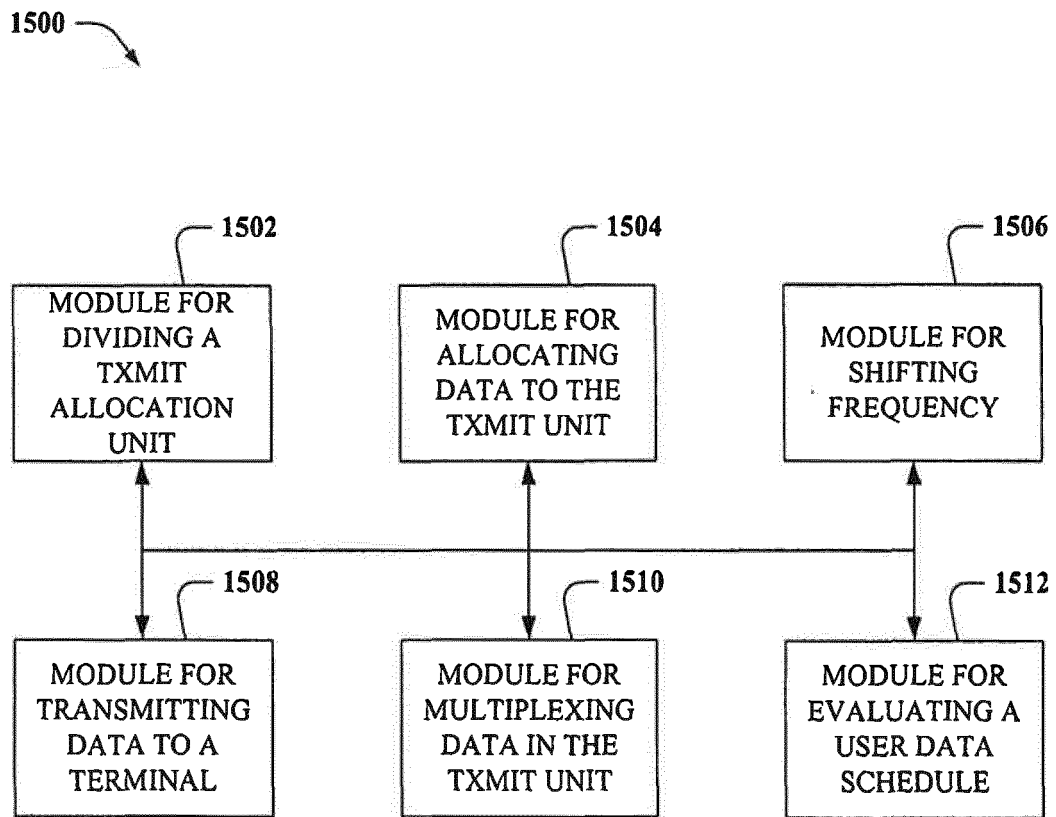 1500
1502
1504
1506
MODULE FOR
DIVIDING A
TXMIT
ALLOCATION
UNIT
MODULE FOR
ALLOCATING
DATA TO THE
TXMIT UNIT
MODULE FOR
SHIFTING
FREQUENCY
1508
1510
1512
MODULE FOR
TRANSMITTING
DATA TO A
TERMINAL
MODULE FOR
MULTIPLEXING
DATA IN THE
TXMIT UNIT
MODULE FOR
EVALUATING A
USER DATA
SCHEDULE